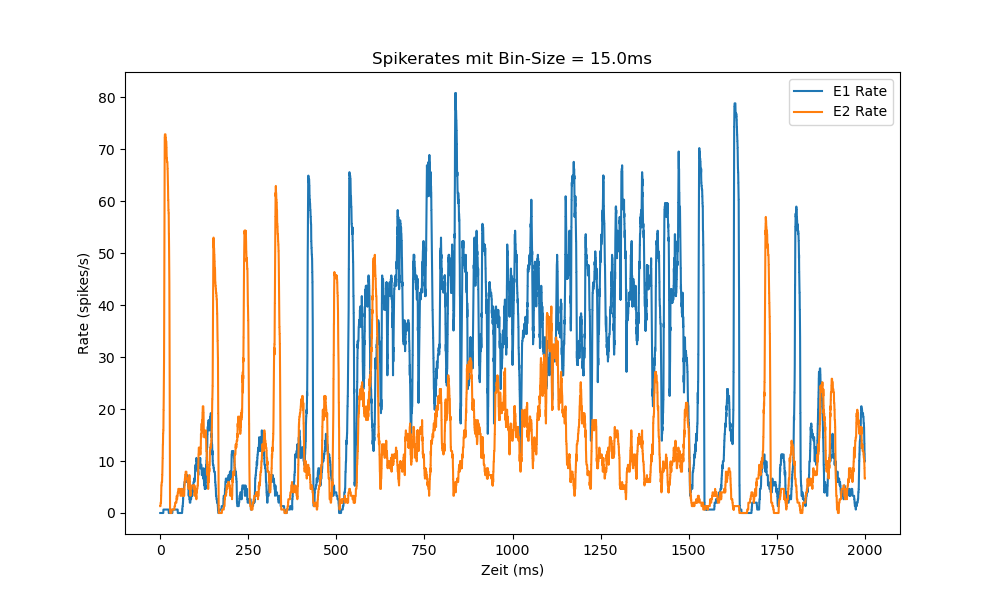 Spikerates mit Bin-Size = 15.0ms
E1 Rate
E2 Rate
80
70
60
50
40
30
20
10
0
Rate (spikes/s)
0 250 500 750 1000 1250 1500 1750 2000
Zeit (ms)